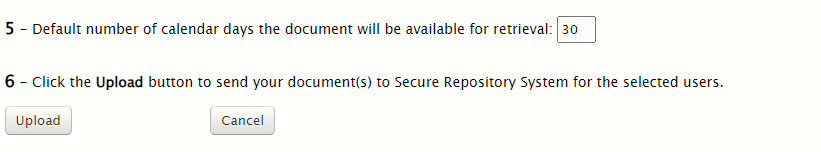 5 – Default number of calendar days the document will be available for retrieval: 30
6 – Click the Upload button to send your document(s) to Secure Repository System for the selected users.
Upload Cancel